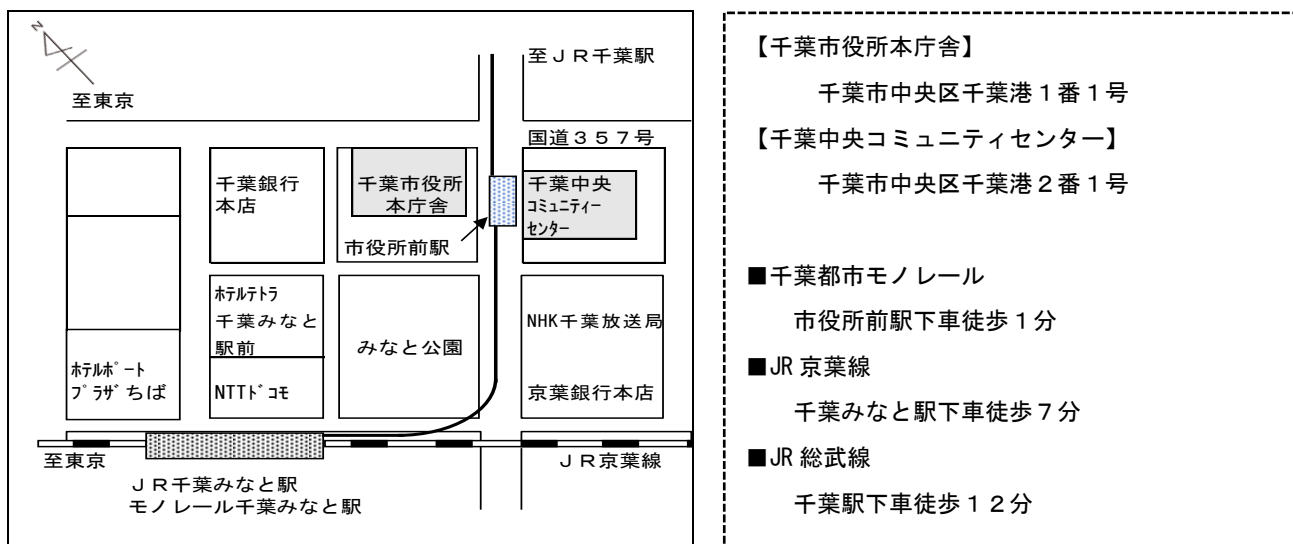 N
至東京
至ＪＲ千葉駅
国道３５７号
千葉銀行
本店
千葉市役所
本庁舎
千葉中央
ｺﾐｭﾆﾃｨｰ
ｾﾝﾀｰ
市役所前駅
ﾎﾃﾙﾃﾄﾗ
千葉みなと
駅前
みなと公園
NHK千葉放送局
ﾎﾃﾙﾎﾟｰﾄ
ﾌﾟﾗｻﾞちば
NTTﾄﾞｺﾓ
京葉銀行本店
至東京
ＪＲ京葉線
ＪＲ千葉みなと駅
モノレール千葉みなと駅
【千葉市役所本庁舎】
千葉市中央区千葉港１番１号
【千葉中央コミュニティセンター】
千葉市中央区千葉港２番１号
■千葉都市モノレール
市役所前駅下車徒歩１分
■JR 京葉線
千葉みなと駅下車徒歩７分
■JR 総武線
千葉駅下車徒歩１２分